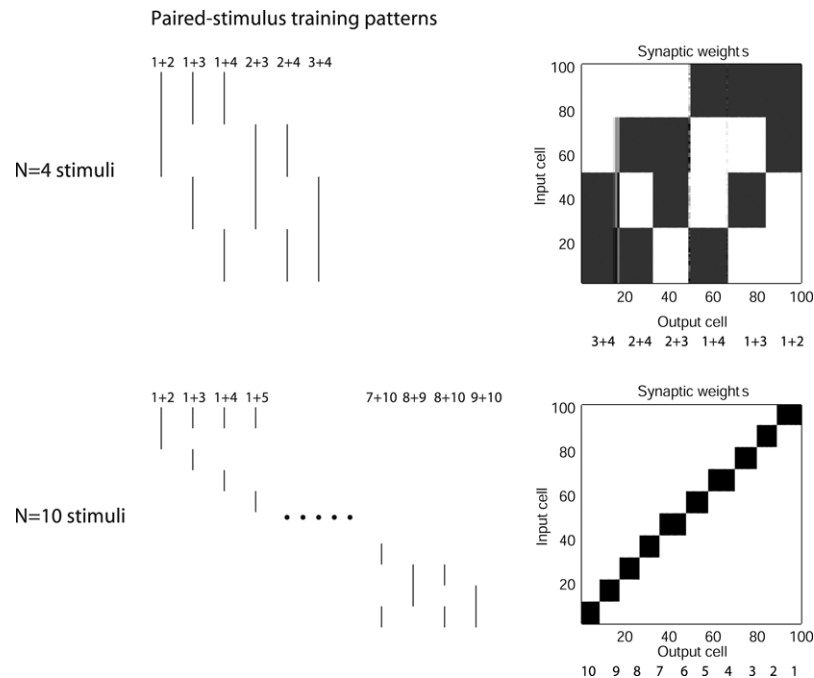 Paired-stimulus training patterns
1+2 1+3 1+4 2+3 2+4 3+4
N=4 stimuli
Synaptic weights
100
80
60
40
20
Input cell
20 40 60 80 100
Output cell
3+4 2+4 2+3 1+4 1+3 1+2
1+2 1+3 1+4 1+5 7+10 8+9 8+10 9+10
N=10 stimuli
Synaptic weights
100
80
60
40
20
Input cell
20 40 60 80 100
Output cell
10 9 8 7 6 5 4 3 2 1